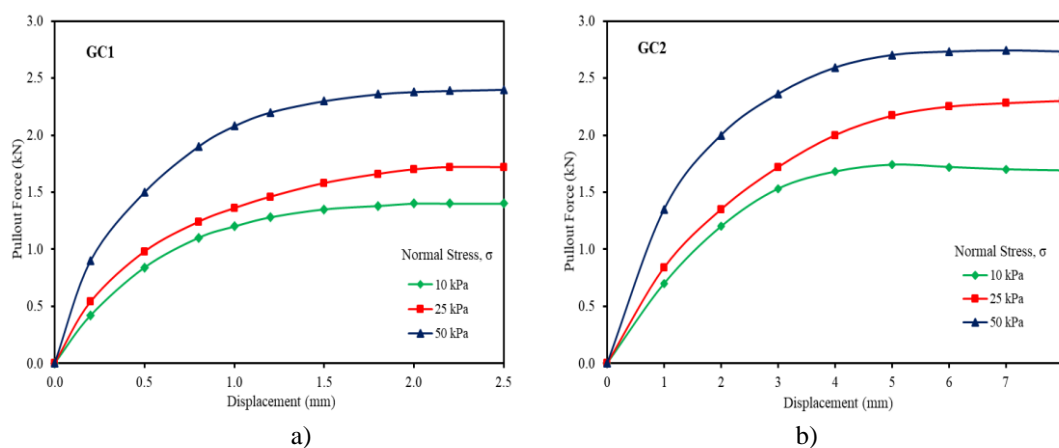 GC1
Pullout Force (kN)
3.0
2.5
2.0
1.5
1.0
0.5
0.0
Normal Stress, σ
10 kPa
25 kPa
50 kPa
0.0 0.5 1.0 1.5 2.0 2.5
Displacement (mm)
a)
GC2
Pullout Force (kN)
3.0
2.5
2.0
1.5
1.0
0.5
0.0
Normal Stress, σ
10 kPa
25 kPa
50 kPa
0 1 2 3 4 5 6 7
Displacement (mm)
b)